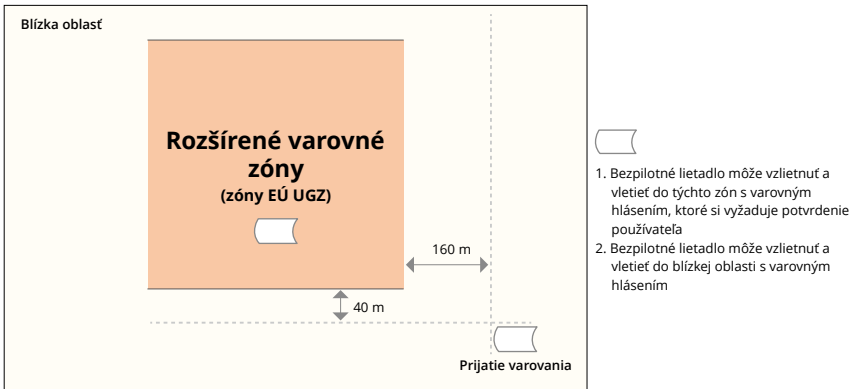 Blízka oblasť
Rozšírené varovné
zóny
(zóny EÚ UGZ)
160 m
40 m
Prijatie varovania
1. Bezpilotné lietadlo môže vzlietnuť a
vletieť do týchto zón s varovným
hlásením, ktoré si vyžaduje potvrdenie
používateľa
2. Bezpilotné lietadlo môže vzlietnuť a
vletieť do blízkej oblasti s varovným
hlásením